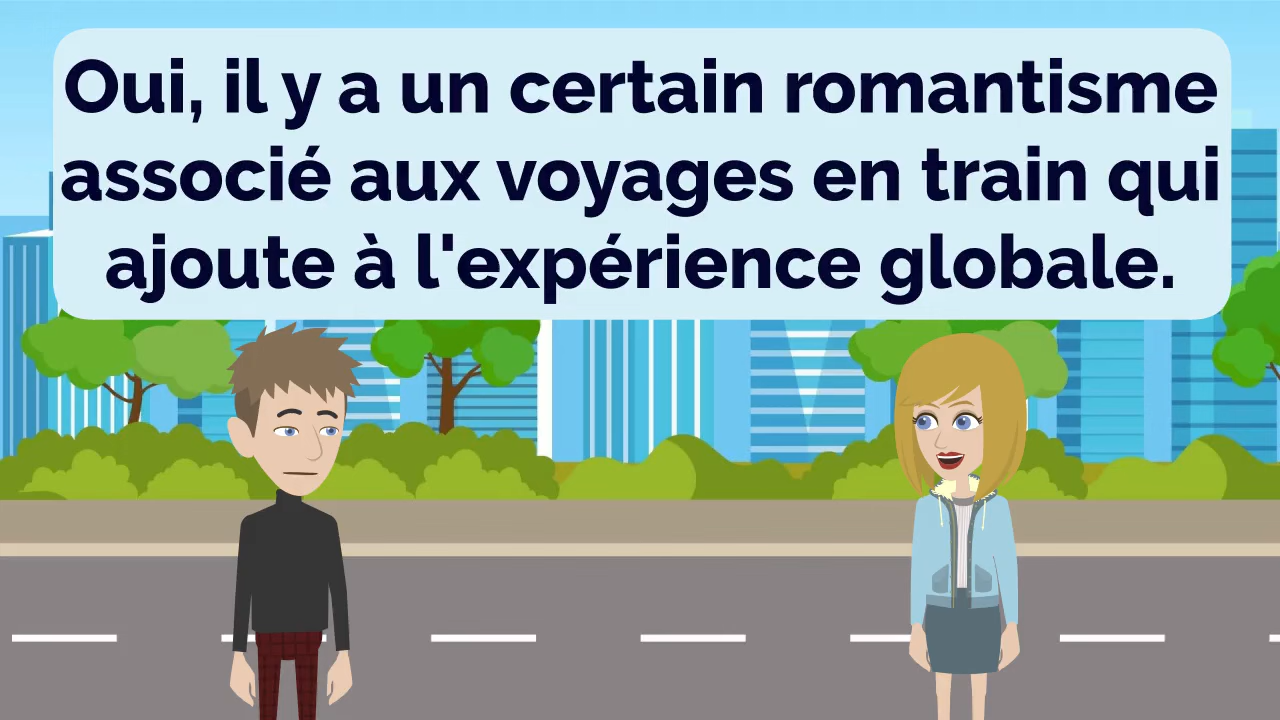 Oui, il y a un certain romantisme
associé aux voyages en train qui
ajoute à l'expérience globale.